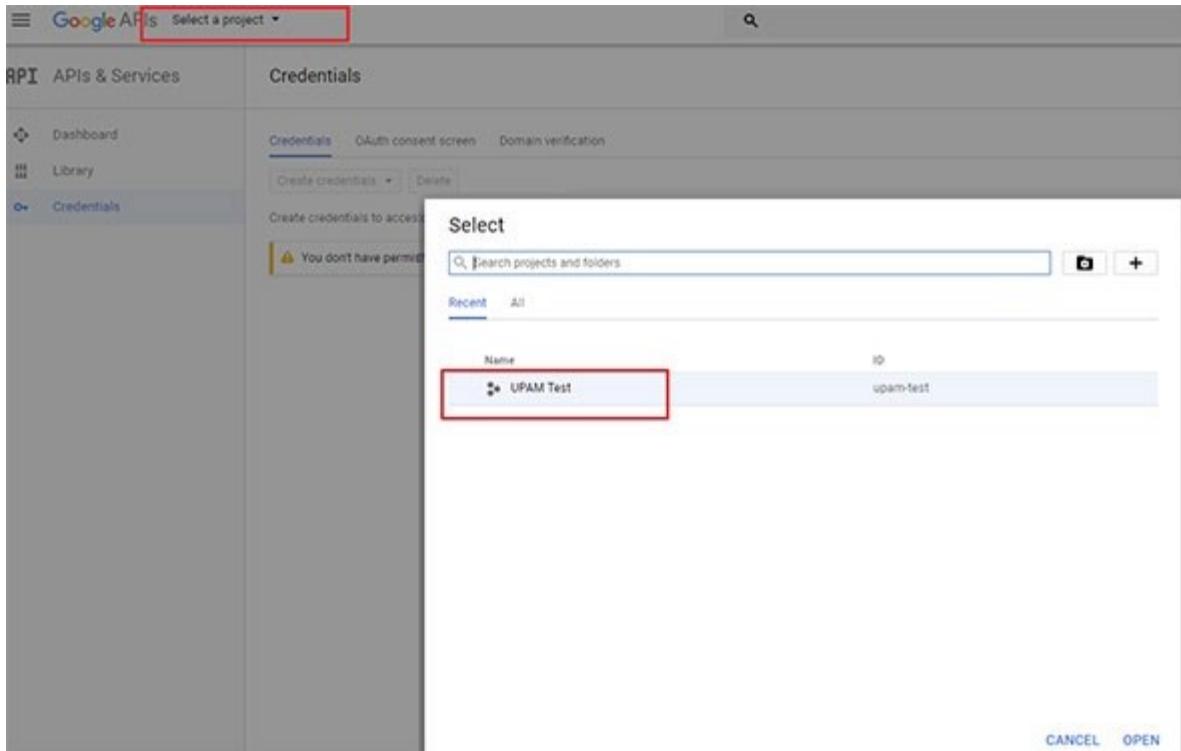 Google APIs Select a project
API APIs & Services
Credentials
Dashboard
Library
Credentials
Credentials OAuth consent screen Domain verification
Create credentials Delete
Create credentials to access
You don't have permis
Select
Search projects and folders
Recent All
Name ID
UPAM Test upam-test
CANCEL OPEN